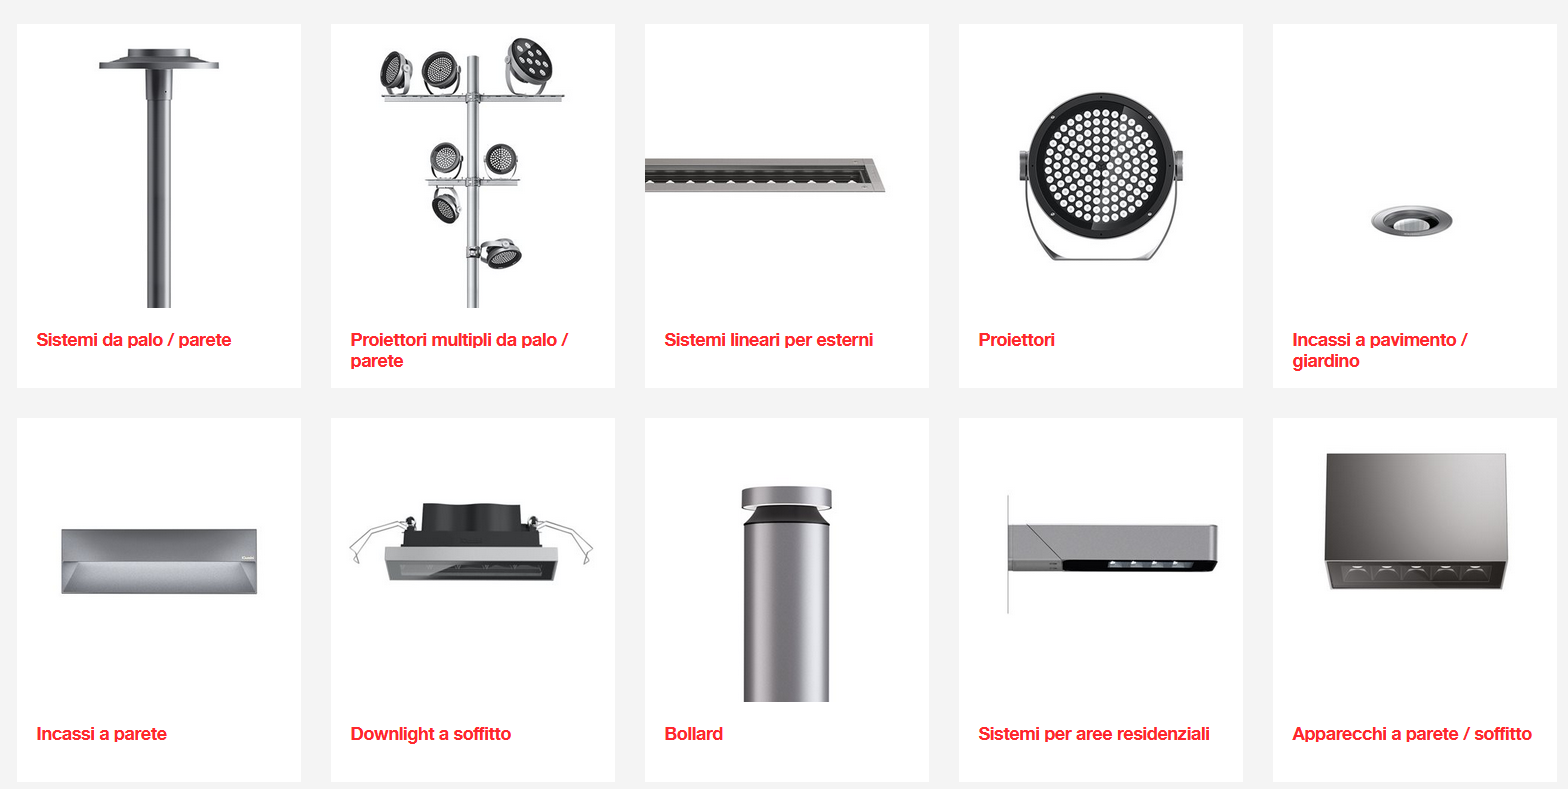 Sistemi da palo / parete
Proiettori multipli da palo /
parete
Sistemi lineari per esterni
Proiettori
Incassi a pavimento /
giardino
Incassi a parete
Downlight a soffitto
Bollard
Sistemi per aree residenziali
Apparecchi a parete / soffitto